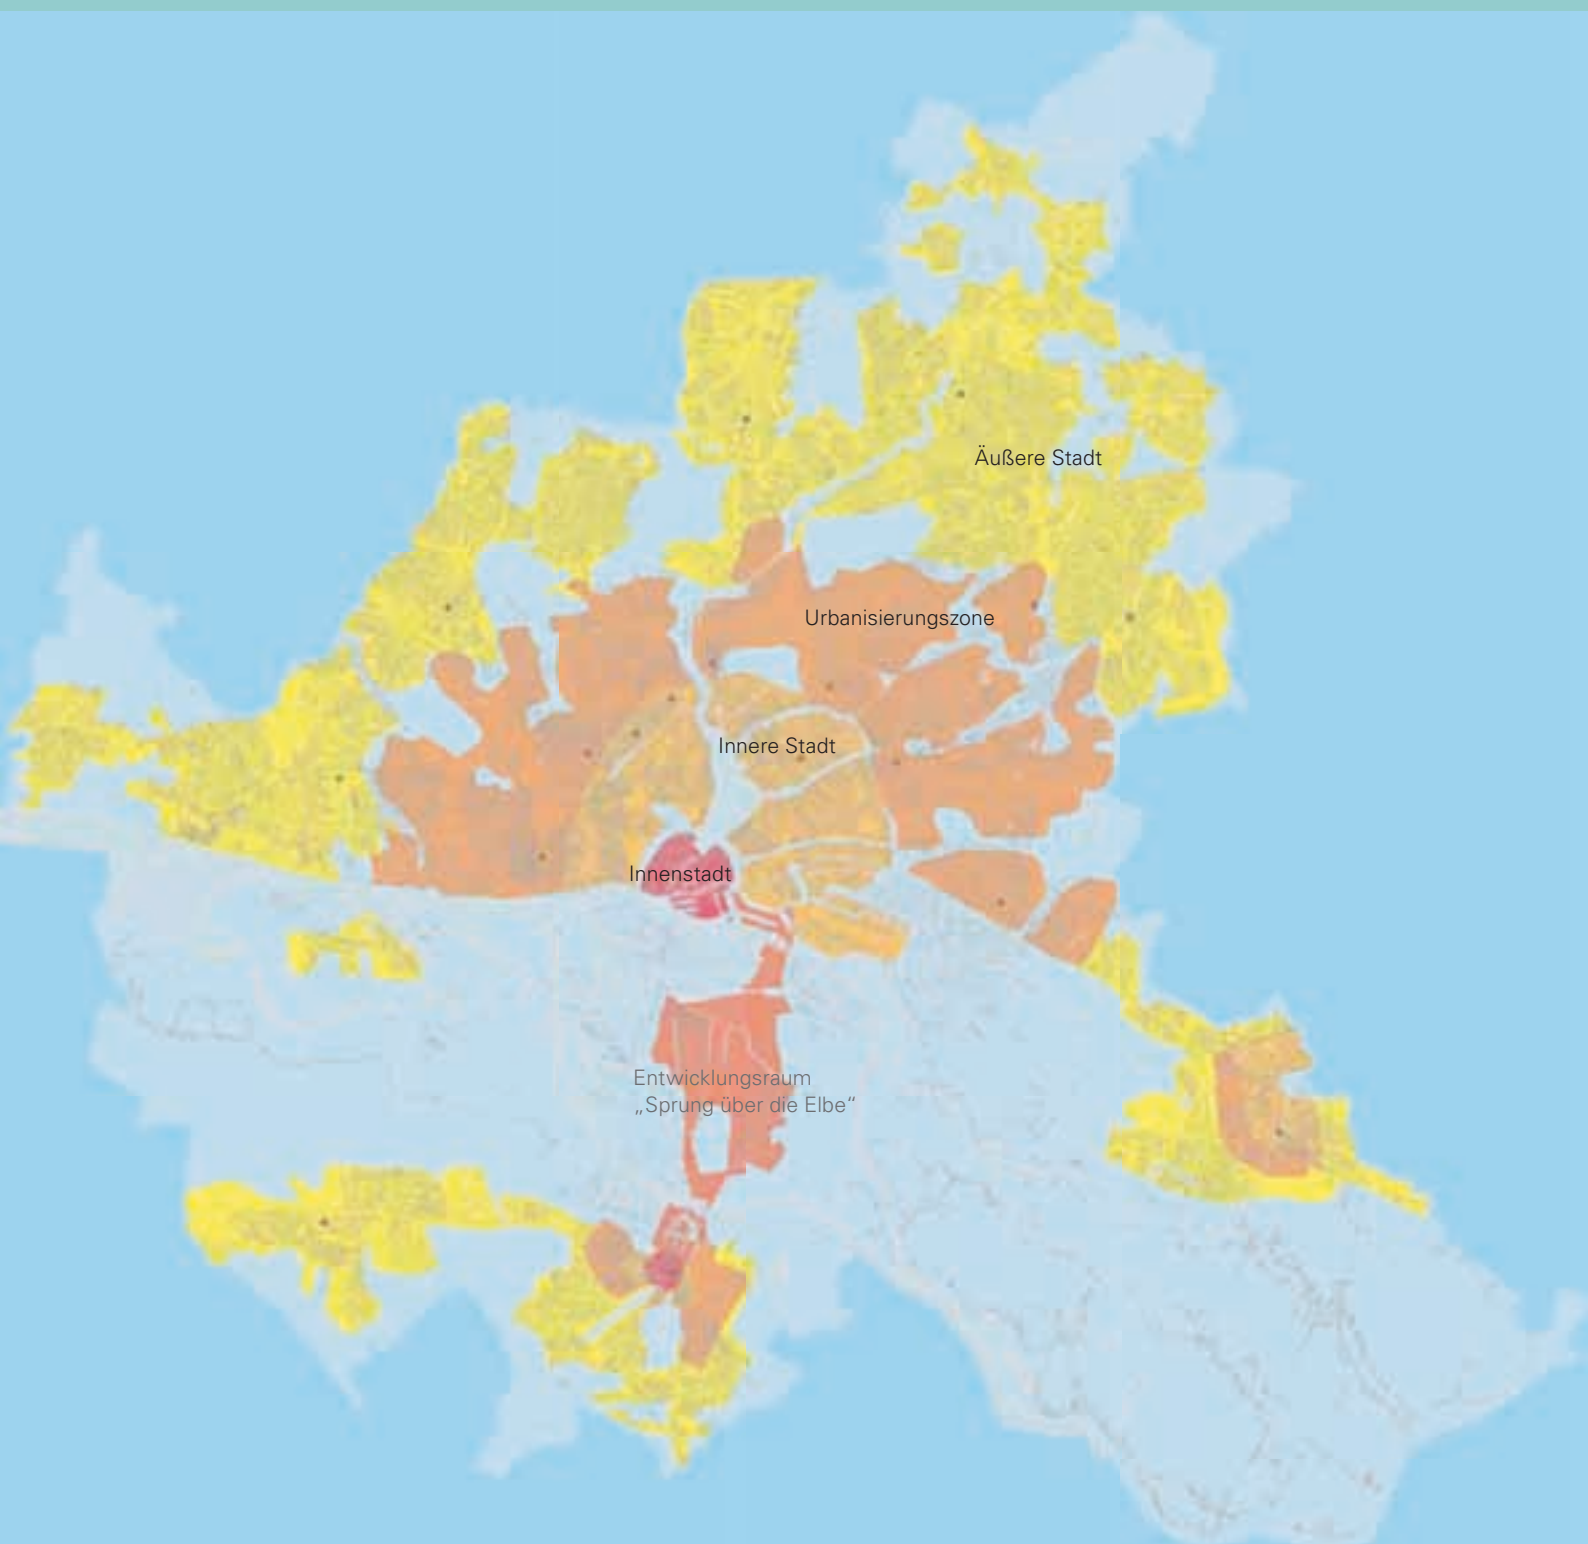 Äußere Stadt
Urbanisierungszone
Innere Stadt
Innenstadt
Entwicklungsraum
„Sprung über die Elbe“